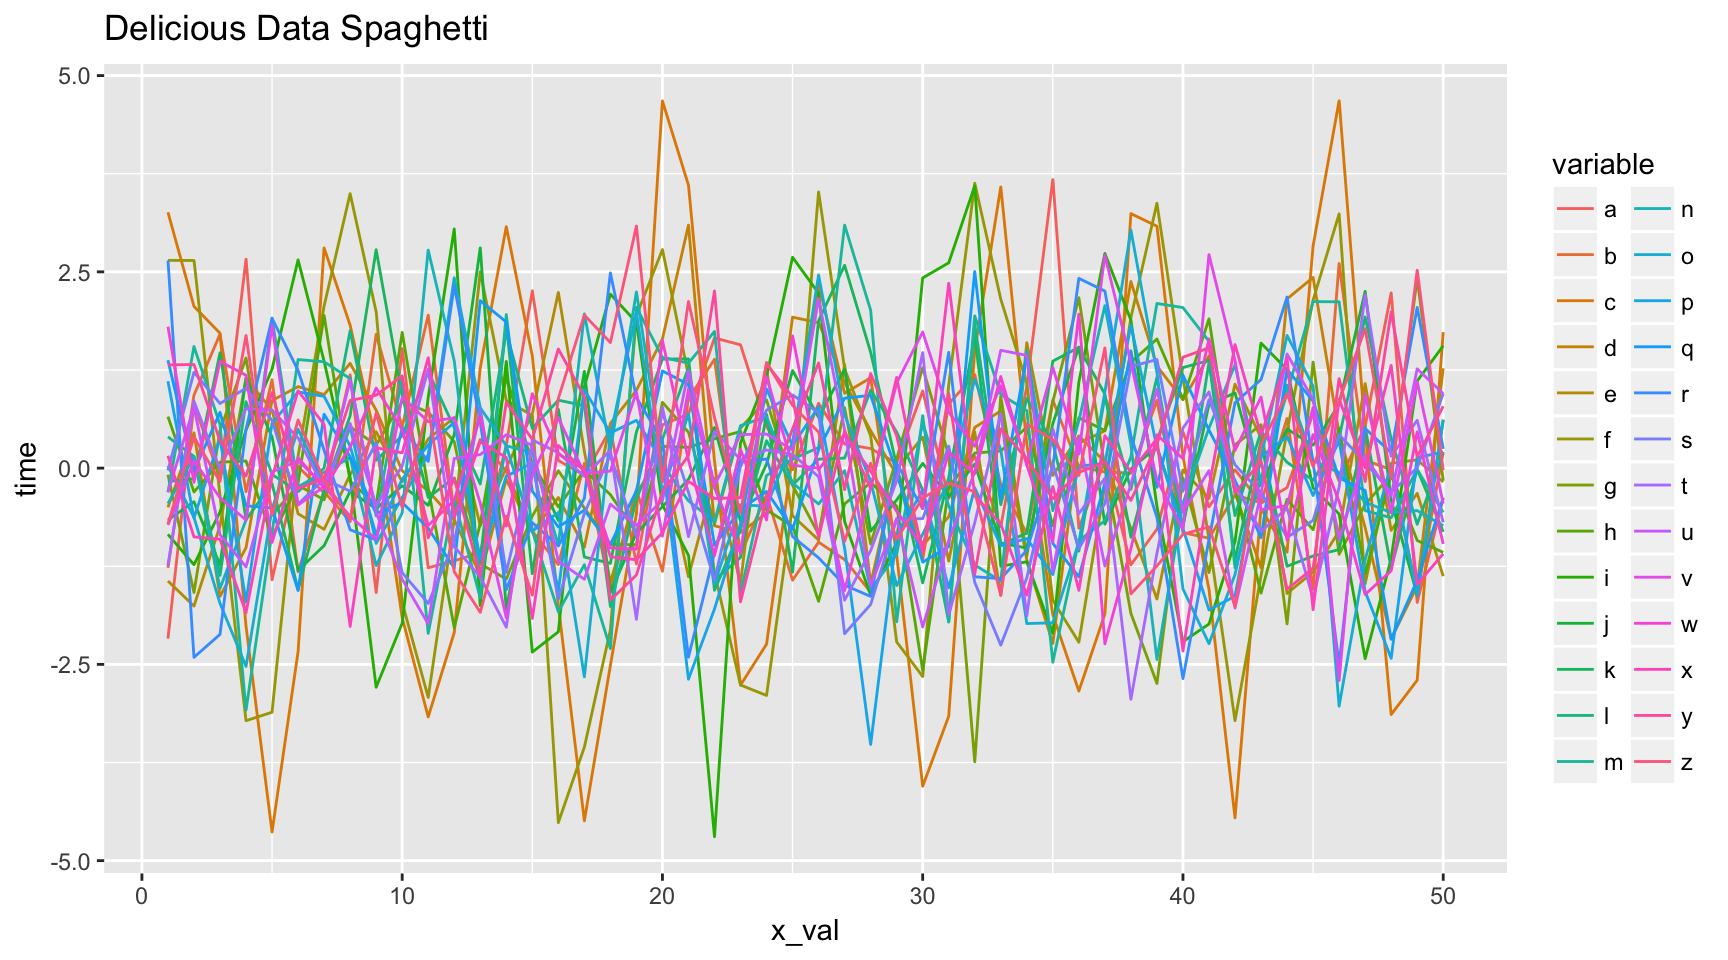 Delicious Data Spaghetti
5.0
2.5
0.0
-2.5
-5.0
time
0 10 20 30 40 50
x_val
variable
a n
b o
c p
d q
e r
f s
g t
h u
i v
j w
k x
l y
m z